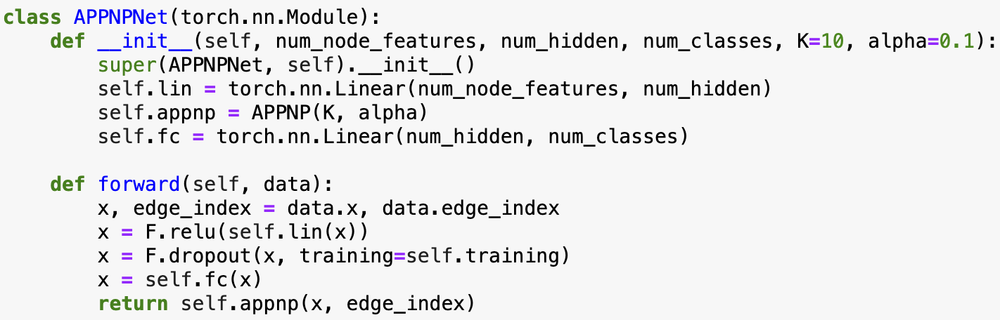 class APPNPNet(torch.nn.Module):
    def __init__(self, num_node_features, num_hidden, num_classes, K=10, alpha=0.1):
        super(APPNPNet, self).__init__()
        self.lin = torch.nn.Linear(num_node_features, num_hidden)
        self.appnp = APPNP(K, alpha)
        self.fc = torch.nn.Linear(num_hidden, num_classes)

    def forward(self, data):
        x, edge_index = data.x, data.edge_index
        x = F.relu(self.lin(x))
        x = F.dropout(x, training=self.training)
        x = self.fc(x)
        return self.appnp(x, edge_index)